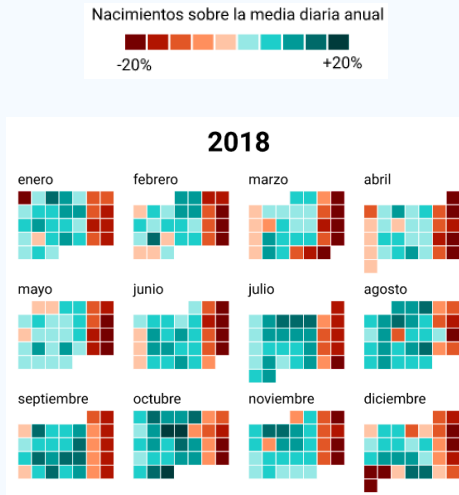 Nacimientos sobre la media diaria anual
-20% +20%
2018
enero febrero marzo abril
mayo junio julio agosto
septiembre octubre noviembre diciembre